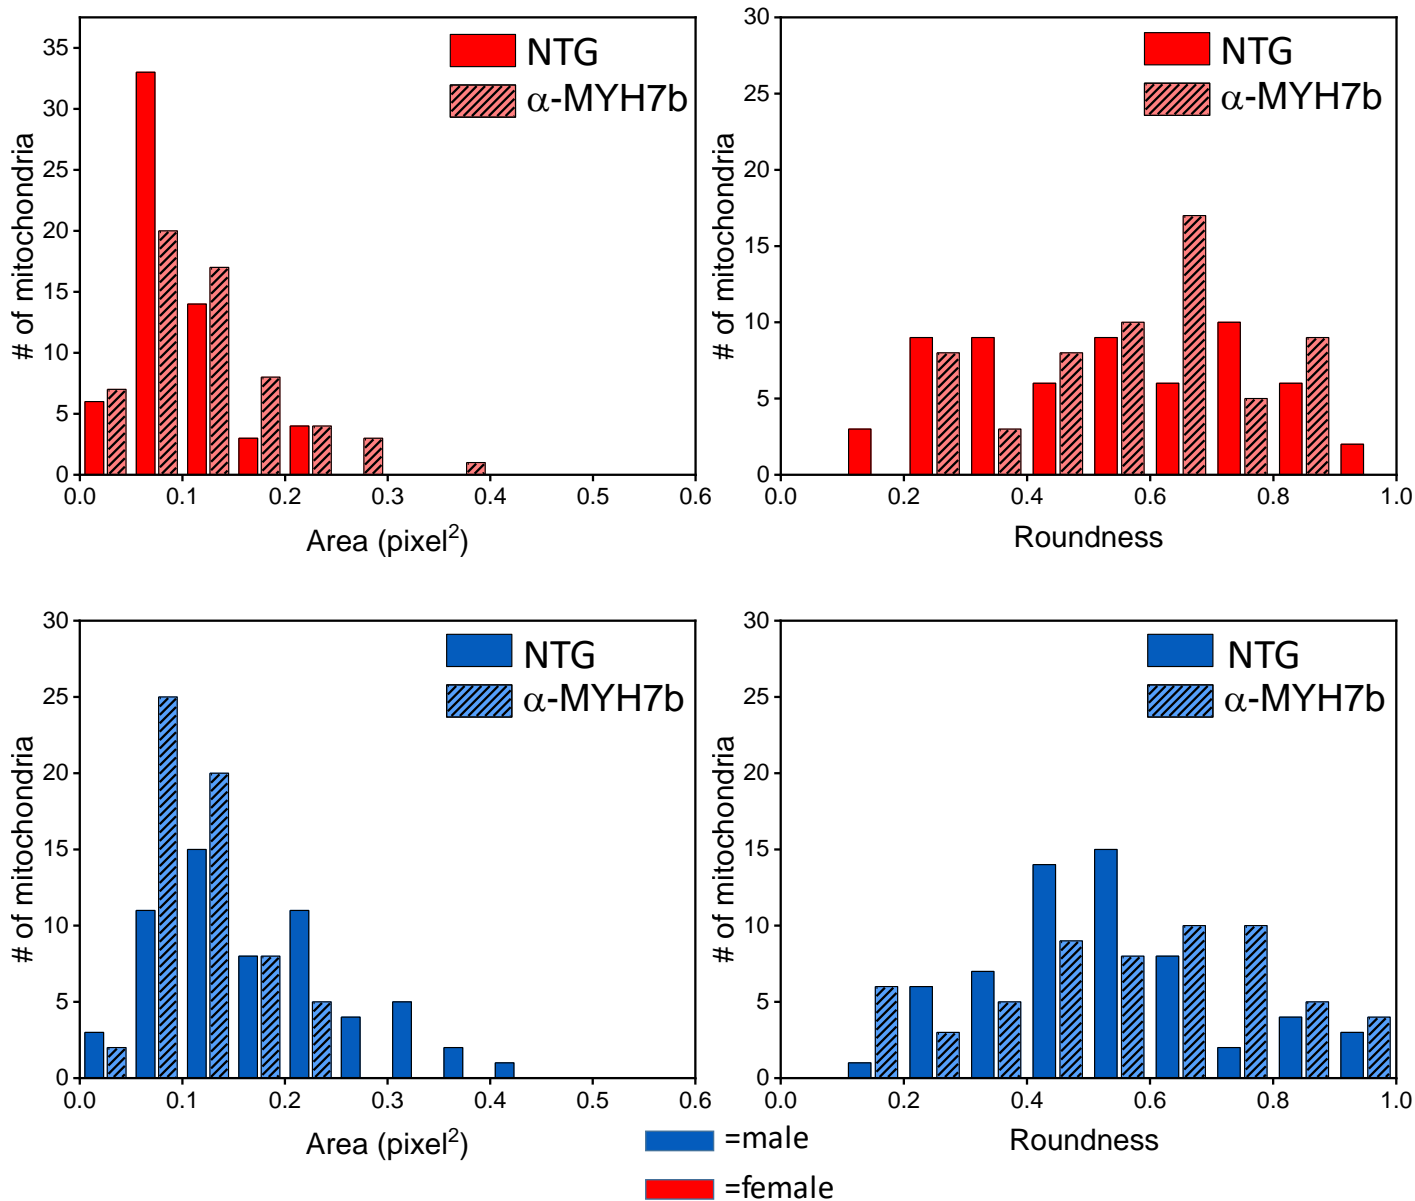 NTG
α-MYH7b
# of mitochondria
35
30
25
20
15
10
5
0
0.0 0.1 0.2 0.3 0.4 0.5 0.6
Area (pixel²)
NTG
α-MYH7b
# of mitochondria
30
25
20
15
10
5
0
0.0 0.2 0.4 0.6 0.8 1.0
Roundness
NTG
α-MYH7b
# of mitochondria
30
25
20
15
10
5
0
0.0 0.1 0.2 0.3 0.4 0.5 0.6
Area (pixel²)
NTG
α-MYH7b
# of mitochondria
30
25
20
15
10
5
0
0.0 0.2 0.4 0.6 0.8 1.0
Roundness
=male
=female